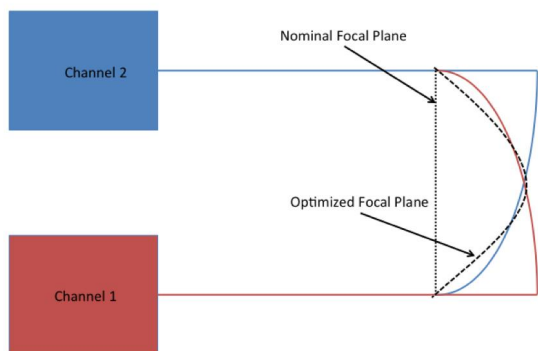 Nominal Focal Plane
Channel 2
Optimized Focal Plane
Channel 1